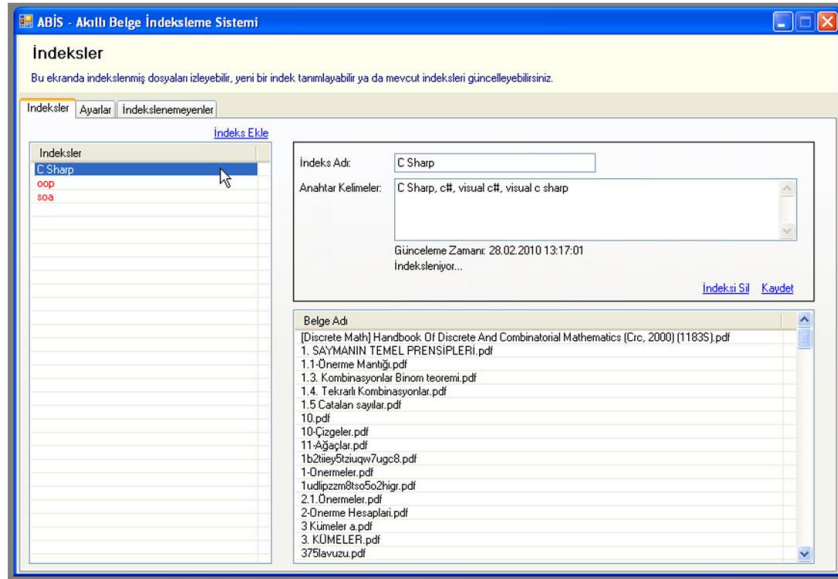 ABİS - Akıllı Belge İndeksleme Sistemi
İndeksler
Bu ekranda indekslenmiş dosyaları izleyebilir, yeni bir indek tanımlayabilir ya da mevcut indeksleri güncelleyebilirsiniz.
Indeksler Ayarlar İndekslenemeyenler
İndeks Ekle
Indeksler
C Sharp
oop
soa
İndeks Adı: C Sharp
Anahtar Kelimeler: C Sharp, c#, visual c#, visual c sharp
Günceleme Zamanı: 28.02.2010 13:17:01
İndeksleniyor...
İndeksi Sil Kaydet
Belge Adı
[Discrete Math] Handbook Of Discrete And Combinatorial Mathematics (Crc, 2000) (1183S).pdf
1. SAYMANIN TEMEL PRENSİPLERİ.pdf
1.1-Önerme Mantığı.pdf
1.3. Kombinasyonlar Binom teoremi.pdf
1.4. Tekrarlı Kombinasyonlar.pdf
1.5 Catalan sayılar.pdf
10.pdf
10-Çizgeler.pdf
11-Ağaçlar.pdf
1b2tiiey5tziuqw7ugc8.pdf
1-Onermeler.pdf
1udlipzzm8tso5o2higr.pdf
2.1.Önermeler.pdf
2-Onerme Hesaplari.pdf
3 Kümeler a.pdf
3. KÜMELER.pdf
375lavuzu.pdf